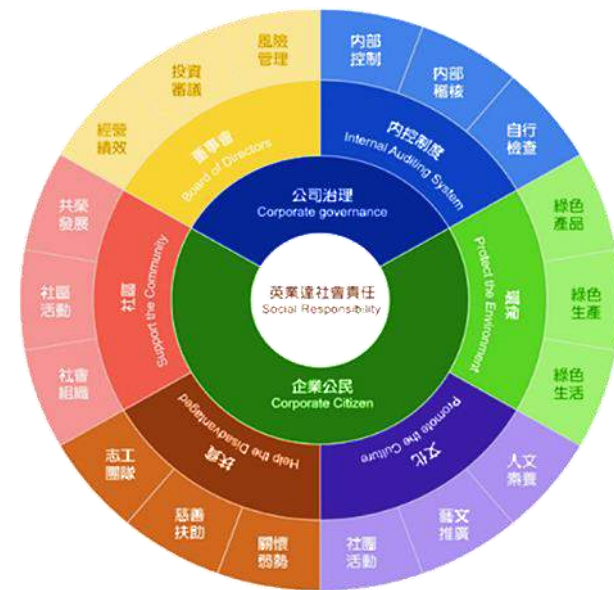 英業達社會責任
Social Responsibility
公司治理
Corporate governance
企業公民
Corporate Citizen
董事會
Board of Directors
內控制度
Internal Auditing System
環保
Protect the Environment
文化
Promote the Culture
扶貧
Help the Disadvantaged
社區
Support the Community
經營
績效
投資
審議
風險
管理
內部
控制
內部
稽核
自行
檢查
綠色
產品
綠色
生產
綠色
生活
人文
素養
藝文
推廣
社團
活動
關懷
弱勢
慈善
扶助
志工
團隊
社會
組織
社區
活動
共榮
發展